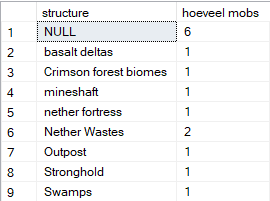 structure hoeveel mobs
1 NULL 6
2 basalt deltas 1
3 Crimson forest biomes 1
4 mineshaft 1
5 nether fortress 1
6 Nether Wastes 2
7 Outpost 1
8 Stronghold 1
9 Swamps 1